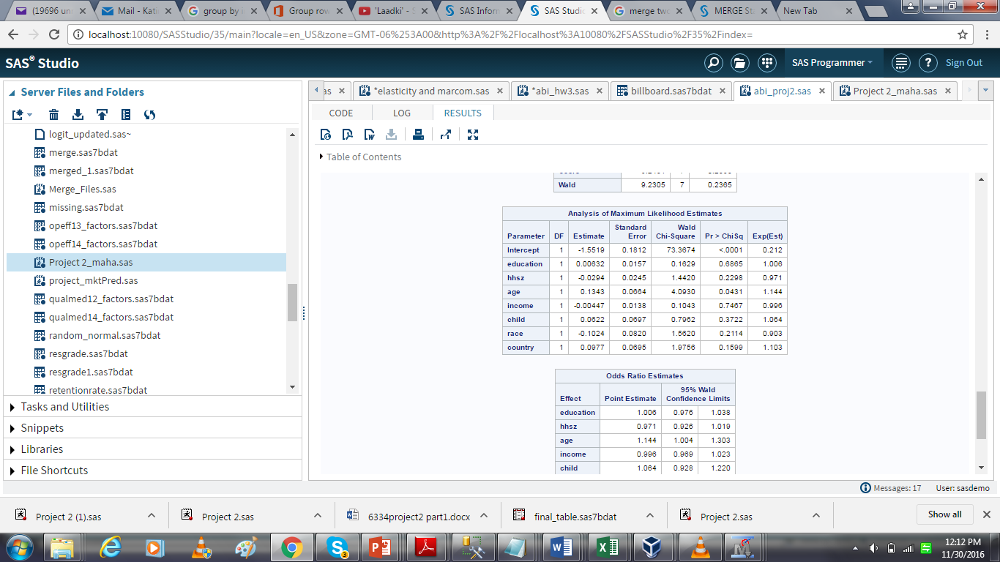 (19696 un
Mail - Kat
group by
Group row
'Laadki' - S
SAS Inform
SAS Studi
merge two
MERGE Sta
New Tab
localhost:10080/SASStudio/35/main?locale=en_US&zone=GMT-06%253A00&http%3A%2F%2Flocalhost%3A10080%2FSASStudio%2F35%2Findex=
SAS® Studio
SAS Programmer
? Sign Out
Server Files and Folders
logit_updated.sas~
merge.sas7bdat
merged_1.sas7bdat
Merge_Files.sas
missing.sas7bdat
opeff13_factors.sas7bdat
opeff14_factors.sas7bdat
Project 2_maha.sas
project_mktPred.sas
qualmed12_factors.sas7bdat
qualmed14_factors.sas7bdat
random_normal.sas7bdat
resgrade.sas7bdat
resgrade1.sas7bdat
retentionrate.sas7bdat
Tasks and Utilities
Snippets
Libraries
File Shortcuts
as
*elasticity and marcom.sas
*abi_hw3.sas
billboard.sas7bdat
abi_proj2.sas
Project 2_maha.sas
CODE LOG RESULTS
Table of Contents
Wald 9.2305 7 0.2365
Analysis of Maximum Likelihood Estimates
Parameter DF Estimate Standard Error Wald Chi-Square Pr > ChiSq Exp(Est)
Intercept 1 -1.5519 0.1812 73.3674 <.0001 0.212
education 1 0.00632 0.0157 0.1629 0.6865 1.006
hhsz 1 -0.0294 0.0245 1.4420 0.2298 0.971
age 1 0.1343 0.0664 4.0930 0.0431 1.144
income 1 -0.00447 0.0138 0.1043 0.7467 0.996
child 1 0.0622 0.0697 0.7962 0.3722 1.064
race 1 -0.1024 0.0820 1.5620 0.2114 0.903
country 1 0.0977 0.0695 1.9756 0.1599 1.103
Odds Ratio Estimates
Effect Point Estimate 95% Wald Confidence Limits
education 1.006 0.976 1.038
hhsz 0.971 0.926 1.019
age 1.144 1.004 1.303
income 0.996 0.969 1.023
child 1.064 0.928 1.220
Messages: 17 User: sasdemo
Project 2 (1).sas
Project 2.sas
6334project2 part1.docx
final_table.sas7bdat
Project 2.sas
Show all
12:12 PM
11/30/2016